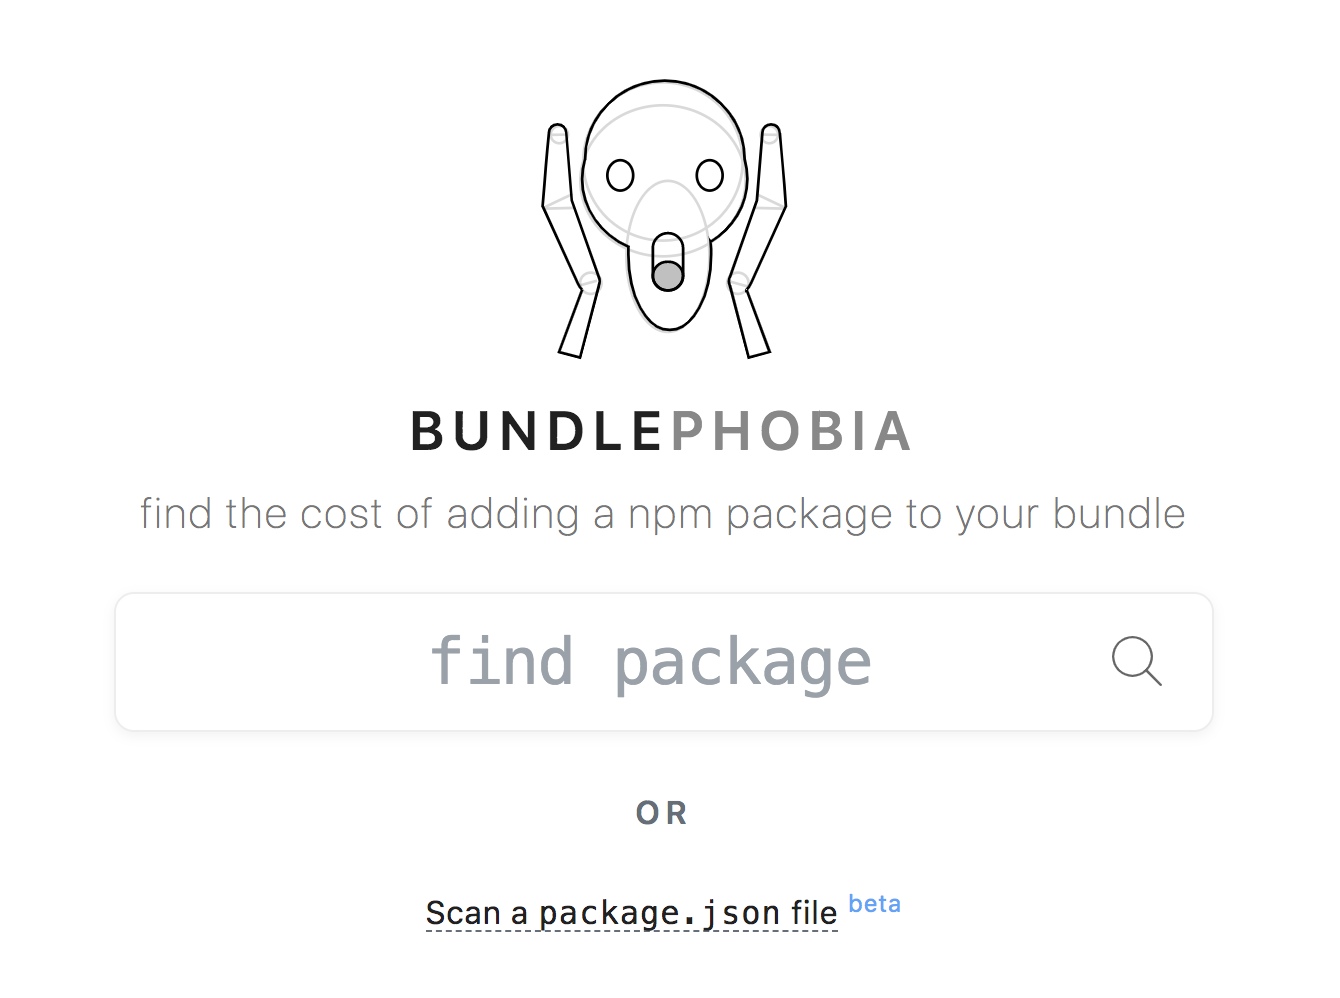 BUNDLEPHOBIA
find the cost of adding a npm package to your bundle
find package
OR
Scan a package.json file beta